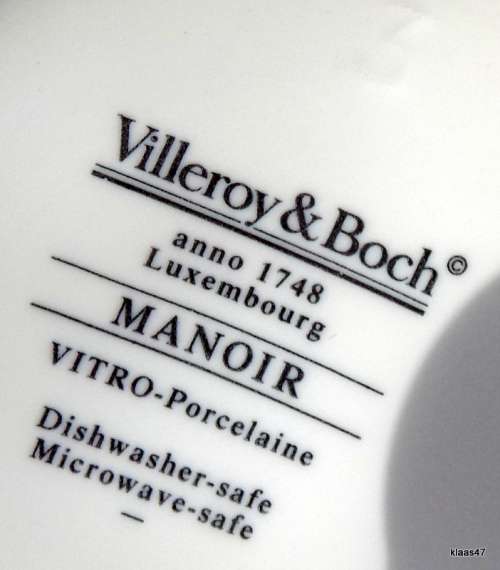 Villeroy & Boch ©
anno 1748
Luxembourg
MANOIR
VITRO-Porcelaine
Dishwasher-safe
Microwave-safe
klaas47